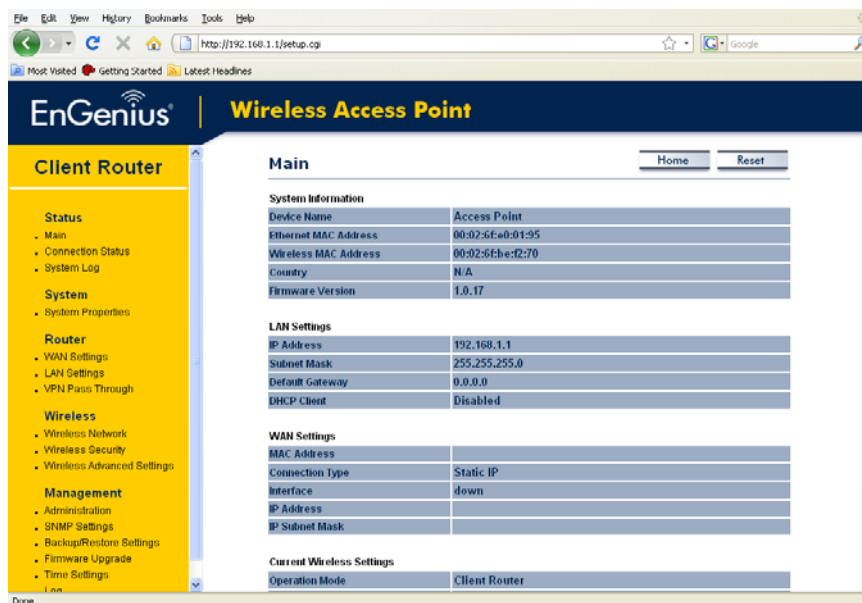 File Edit View History Bookmarks Tools Help
http://192.168.1.1/setup.cgi
Google
Most Visited Getting Started Latest Headlines
EnGenius® Wireless Access Point
Client Router
Status
Main
Connection Status
System Log
System
System Properties
Router
WAN Settings
LAN Settings
VPN Pass Through
Wireless
Wireless Network
Wireless Security
Wireless Advanced Settings
Management
Administration
SNMP Settings
Backup/Restore Settings
Firmware Upgrade
Time Settings
Log
Main
Home Reset
System Information
Device Name Access Point
Ethernet MAC Address 00:02:6f:e0:01:95
Wireless MAC Address 00:02:6f:be:f2:70
Country N/A
Firmware Version 1.0.17
LAN Settings
IP Address 192.168.1.1
Subnet Mask 255.255.255.0
Default Gateway 0.0.0.0
DHCP Client Disabled
WAN Settings
MAC Address
Connection Type Static IP
Interface down
IP Address
IP Subnet Mask
Current Wireless Settings
Operation Mode Client Router
Done